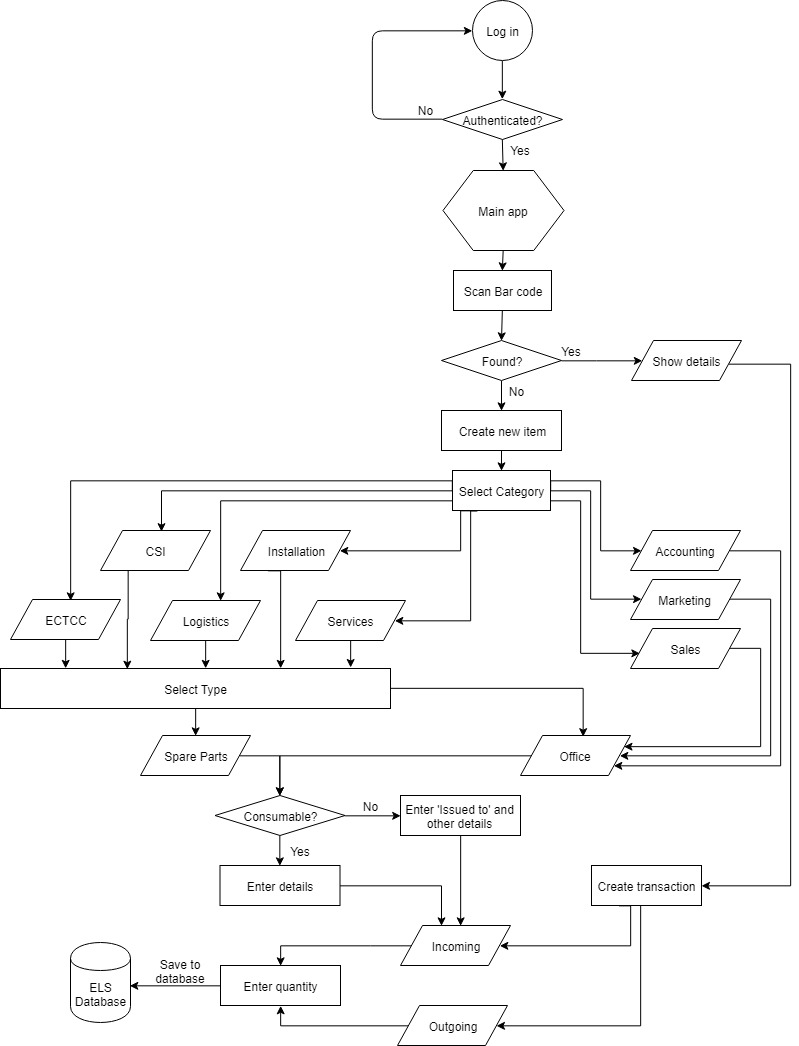 Log in
No
Authenticated?
Yes
Main app
Scan Bar code
Found?
Yes
Show details
No
Create new item
Select Category
CSI
Installation
Accounting
ECTCC
Logistics
Services
Marketing
Sales
Select Type
Spare Parts
Office
Consumable?
No
Enter 'Issued to' and
other details
Yes
Enter details
Create transaction
Incoming
Save to
database
ELS
Database
Enter quantity
Outgoing